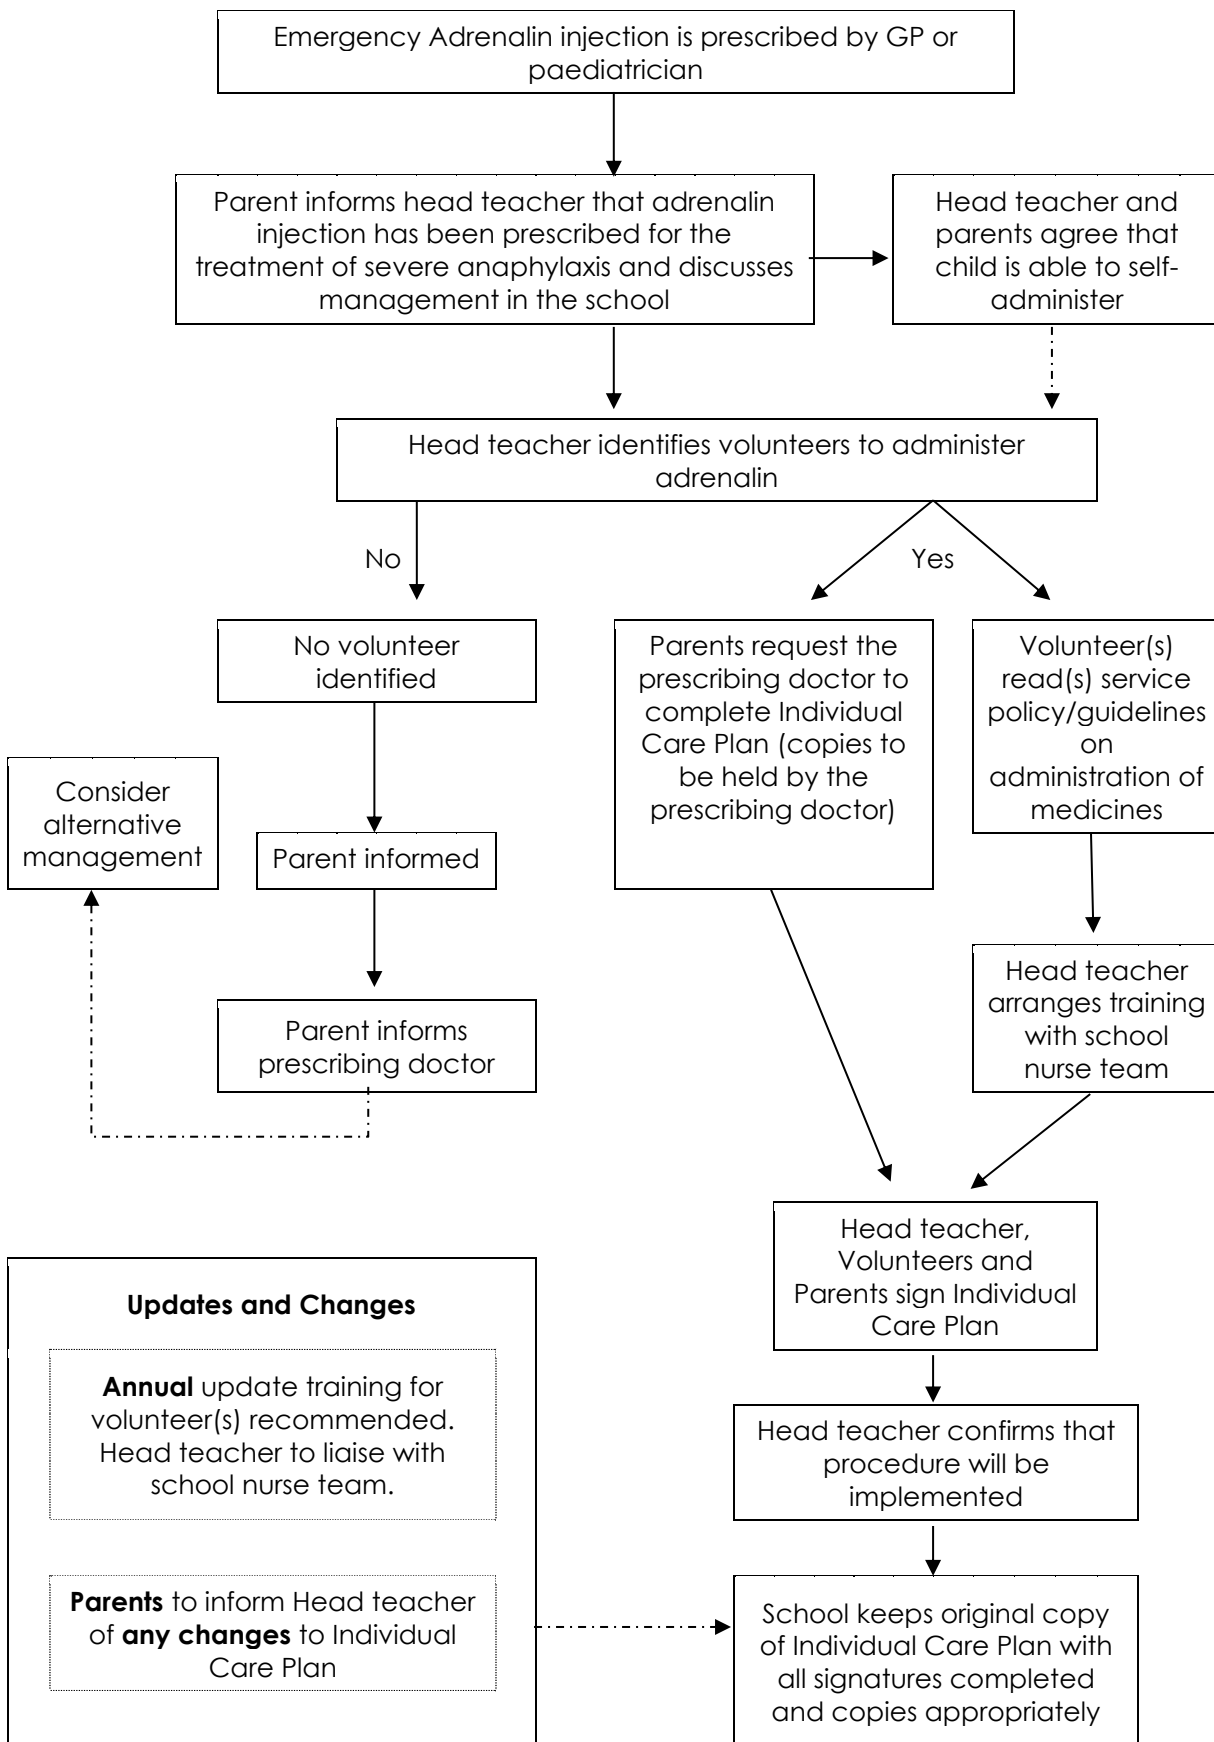 Emergency Adrenalin injection is prescribed by GP or
paediatrician
Parent informs head teacher that adrenalin
injection has been prescribed for the
treatment of severe anaphylaxis and discusses
management in the school
Head teacher and
parents agree that
child is able to self-
administer
Head teacher identifies volunteers to administer
adrenalin
No
Yes
No volunteer
identified
Parents request the
prescribing doctor to
complete Individual
Care Plan (copies to
be held by the
prescribing doctor)
Volunteer(s)
read(s) service
policy/guidelines
on
administration of
medicines
Consider
alternative
management
Parent informed
Head teacher
arranges training
with school
nurse team
Parent informs
prescribing doctor
Head teacher,
Volunteers and
Parents sign Individual
Care Plan
Updates and Changes
Annual update training for
volunteer(s) recommended.
Head teacher to liaise with
school nurse team.
Head teacher confirms that
procedure will be
implemented
Parents to inform Head teacher
of any changes to Individual
Care Plan
School keeps original copy
of Individual Care Plan with
all signatures completed
and copies appropriately